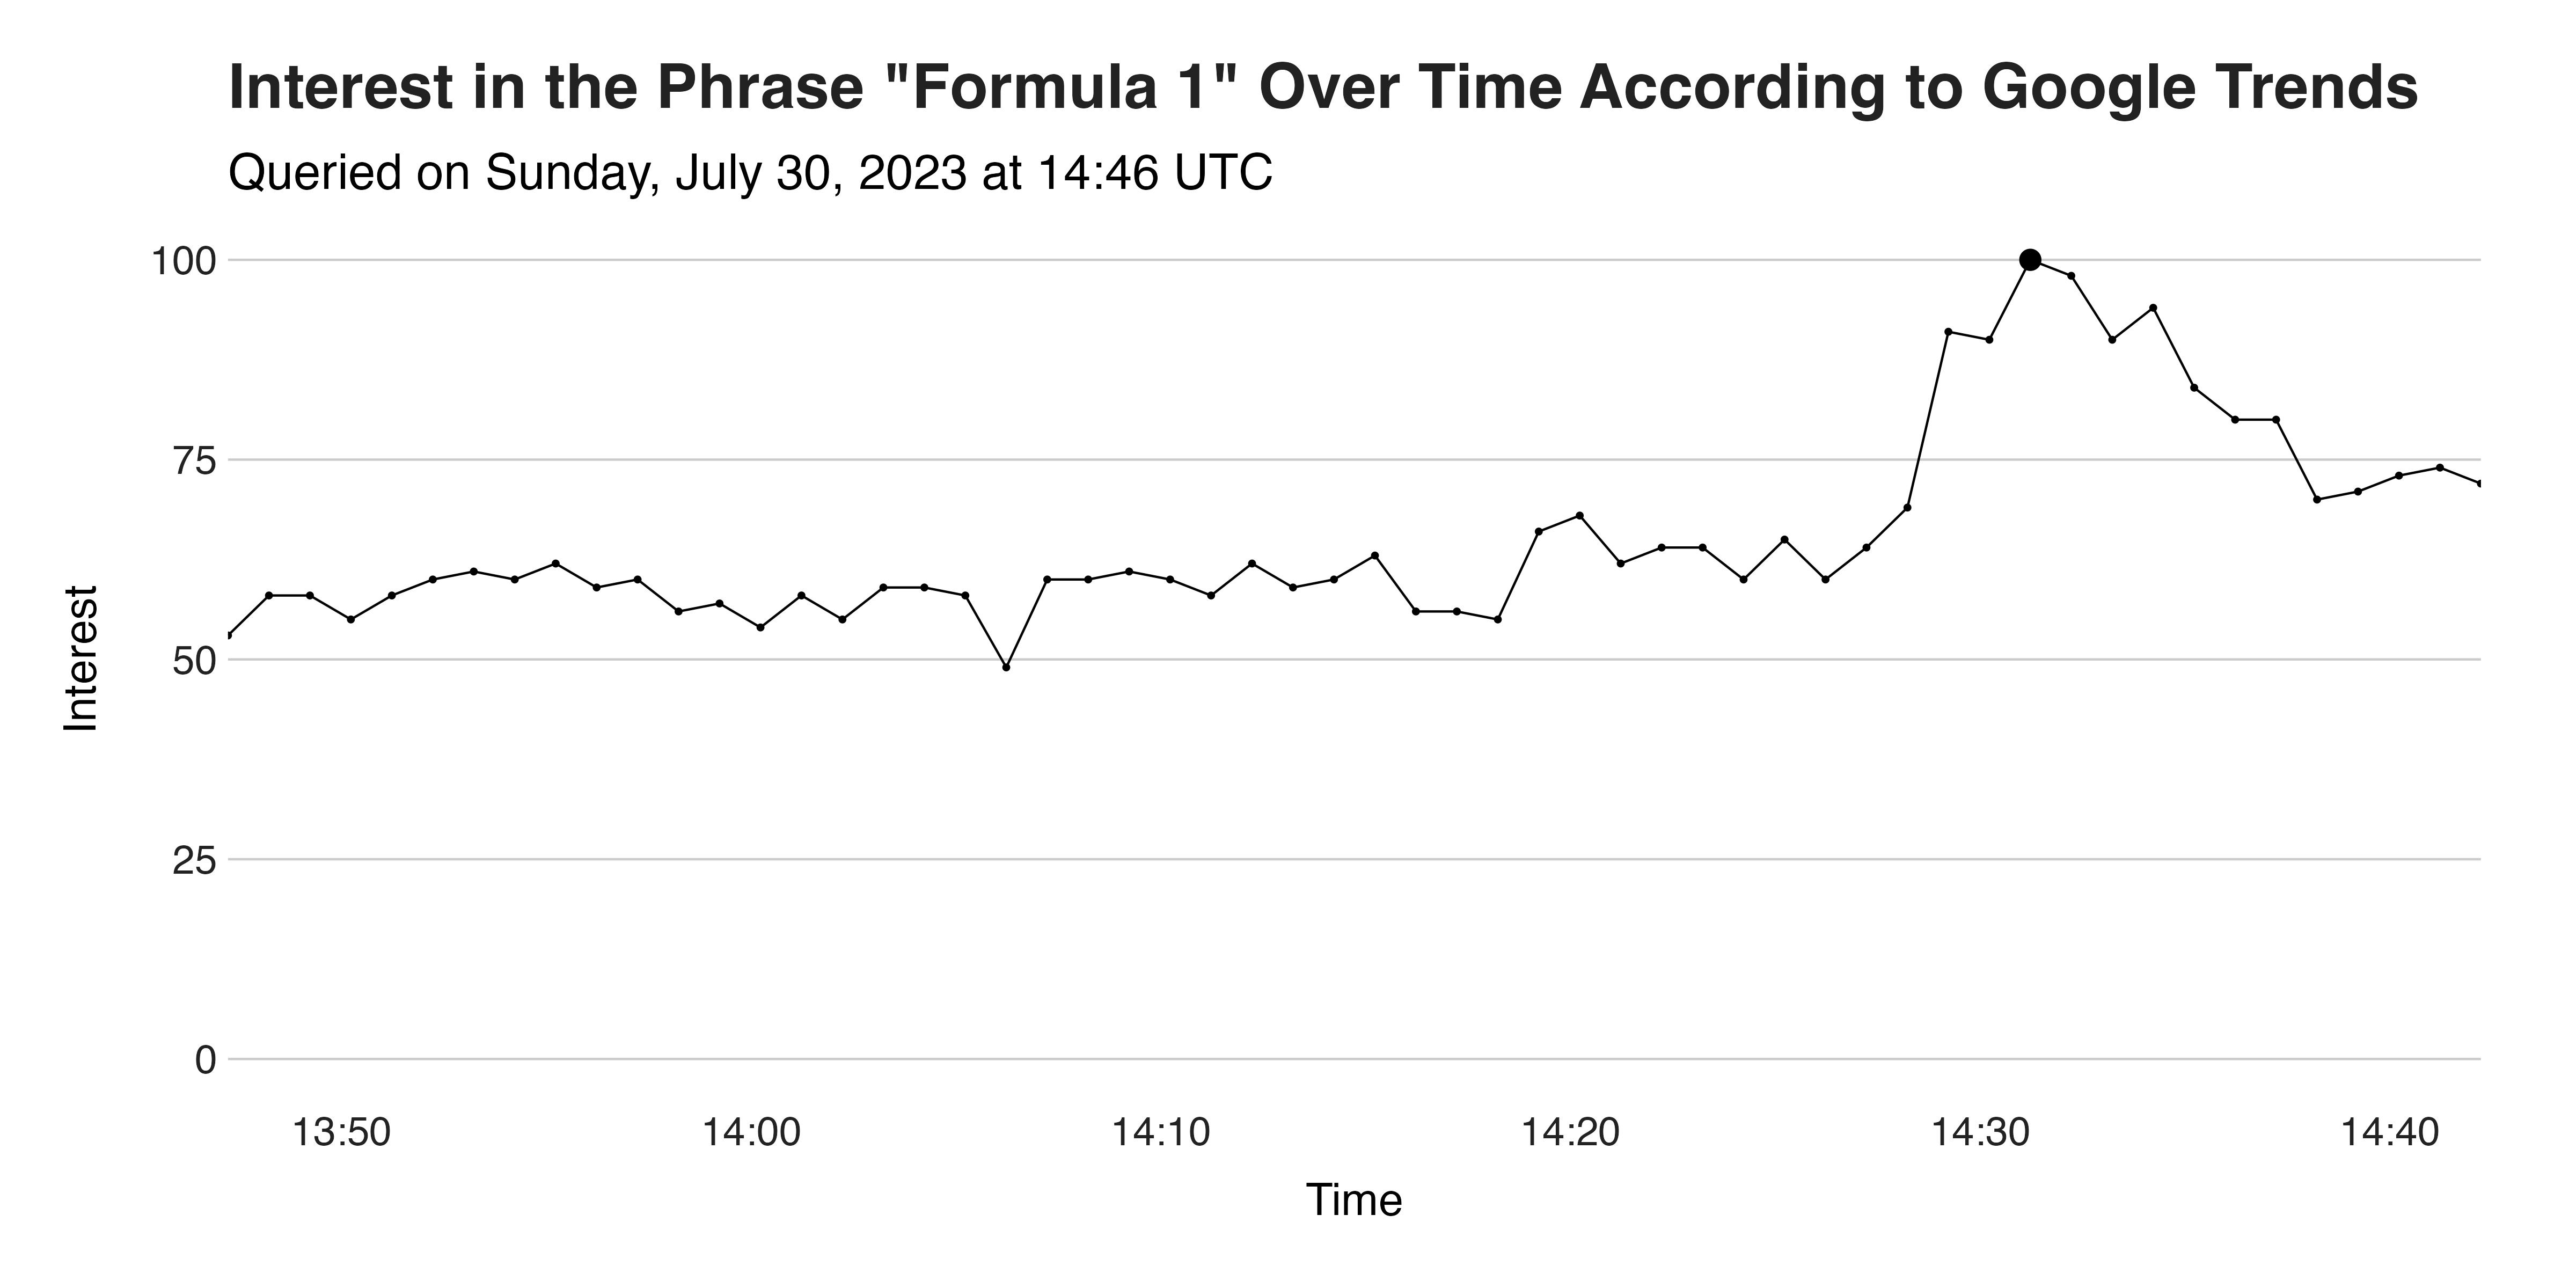 Interest in the Phrase "Formula 1" Over Time According to Google Trends
Queried on Sunday, July 30, 2023 at 14:46 UTC
100
75
50
25
0
Interest
13:50 14:00 14:10 14:20 14:30 14:40
Time